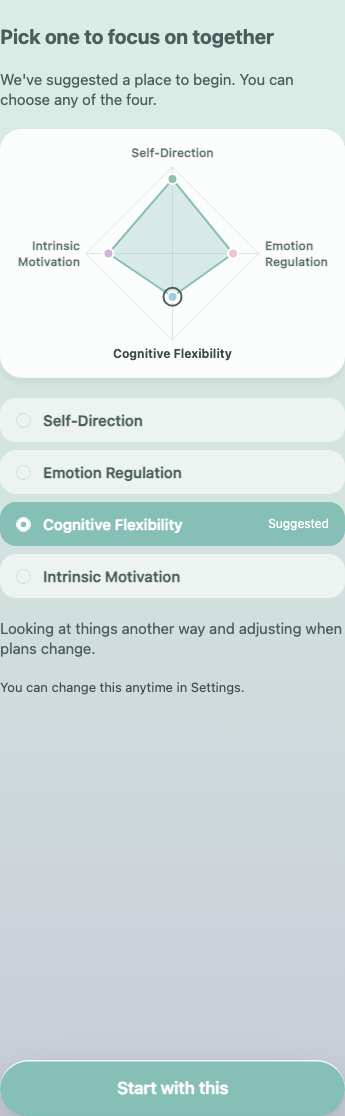 Pick one to focus on together
We've suggested a place to begin. You can
choose any of the four.
Self-Direction
Intrinsic
Motivation
Emotion
Regulation
Cognitive Flexibility
Self-Direction
Emotion Regulation
Cognitive Flexibility Suggested
Intrinsic Motivation
Looking at things another way and adjusting when
plans change.
You can change this anytime in Settings.
Start with this